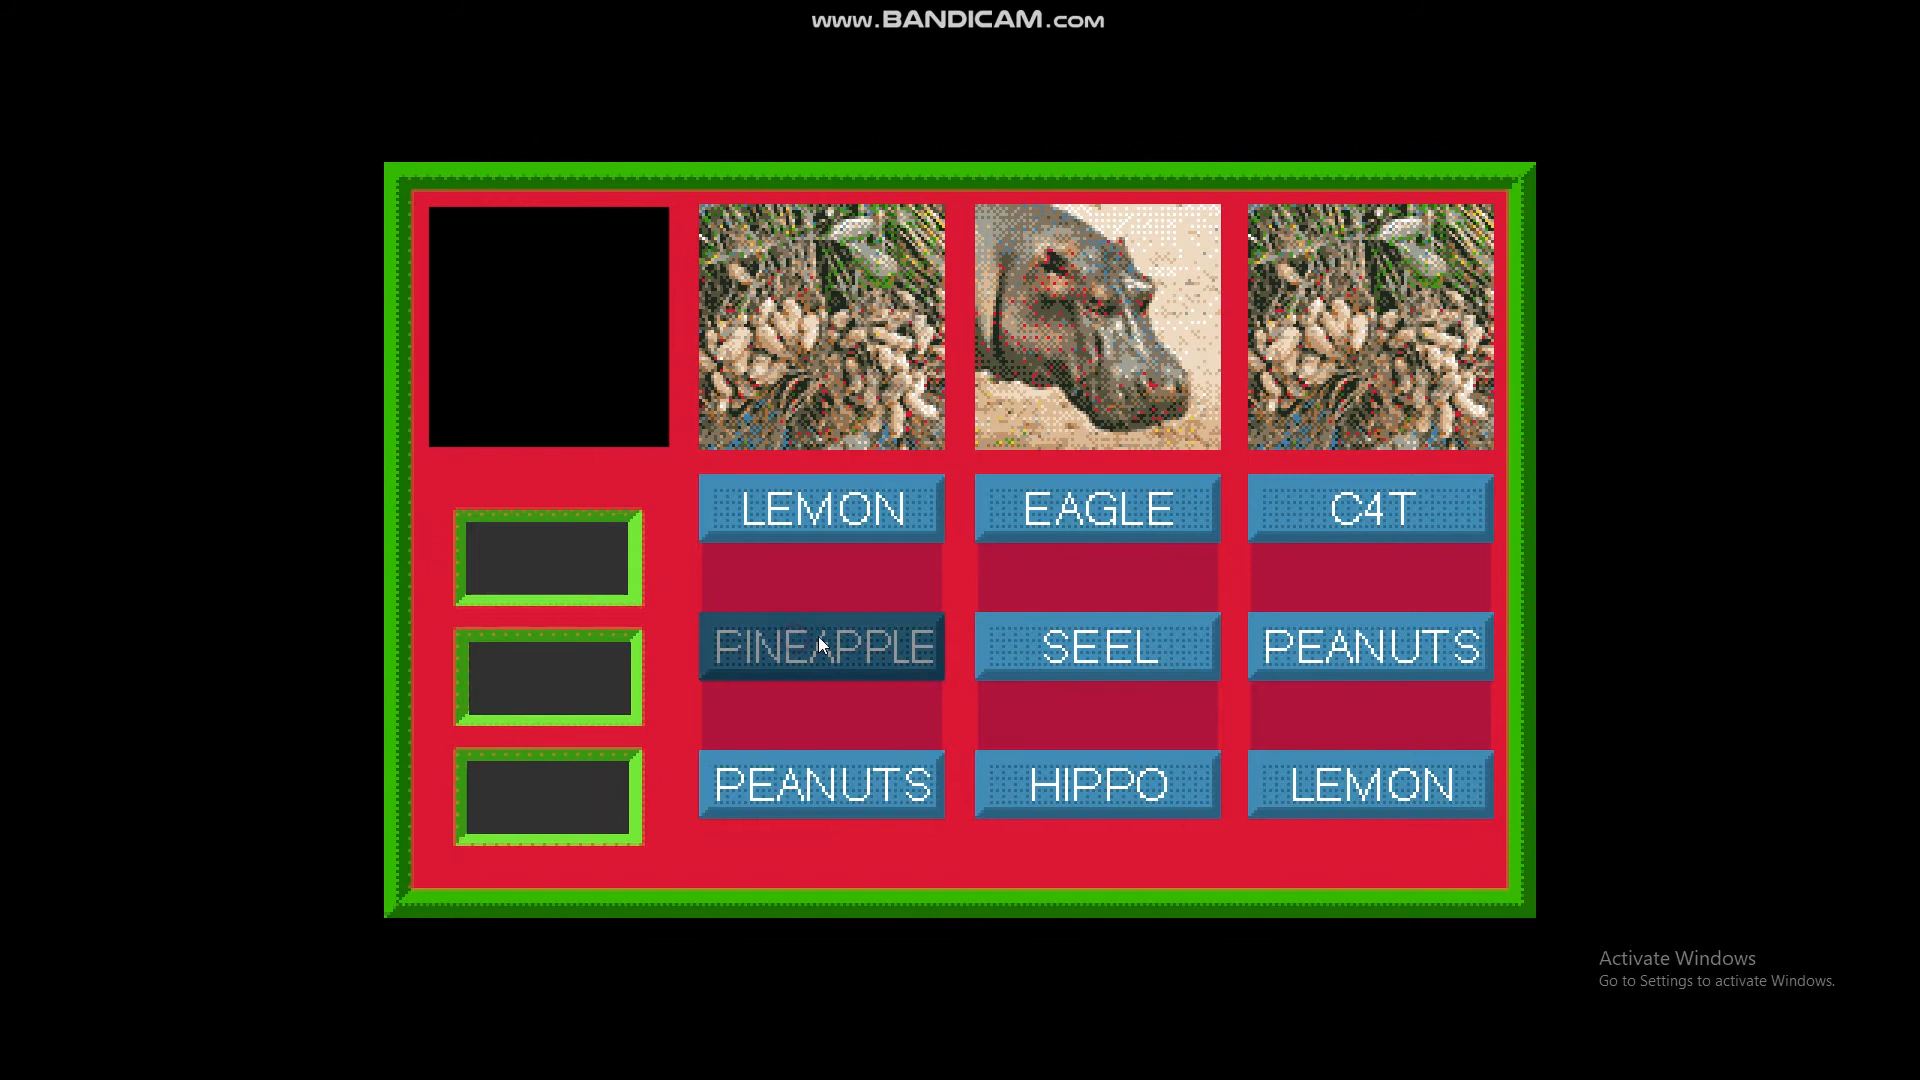 www.BANDICAM.com
LEMON
EAGLE
C4T
PINEAPPLE
SEEL
PEANUTS
PEANUTS
HIPPO
LEMON
Activate Windows
Go to Settings to activate Windows.